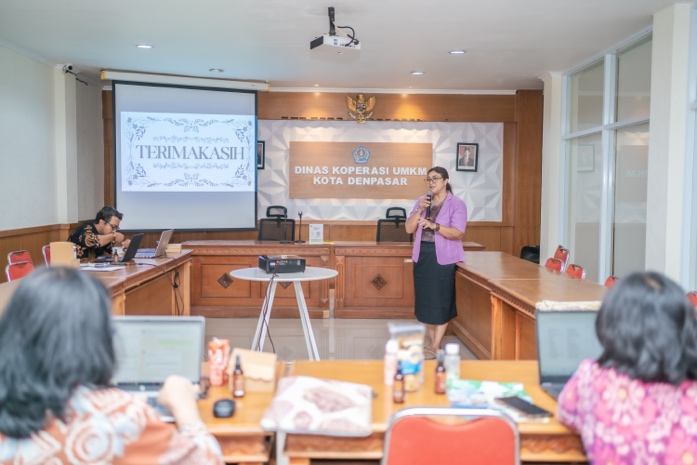 TERIMAKASIH
DINAS KOPERASI UMKM
KOTA DENPASAR